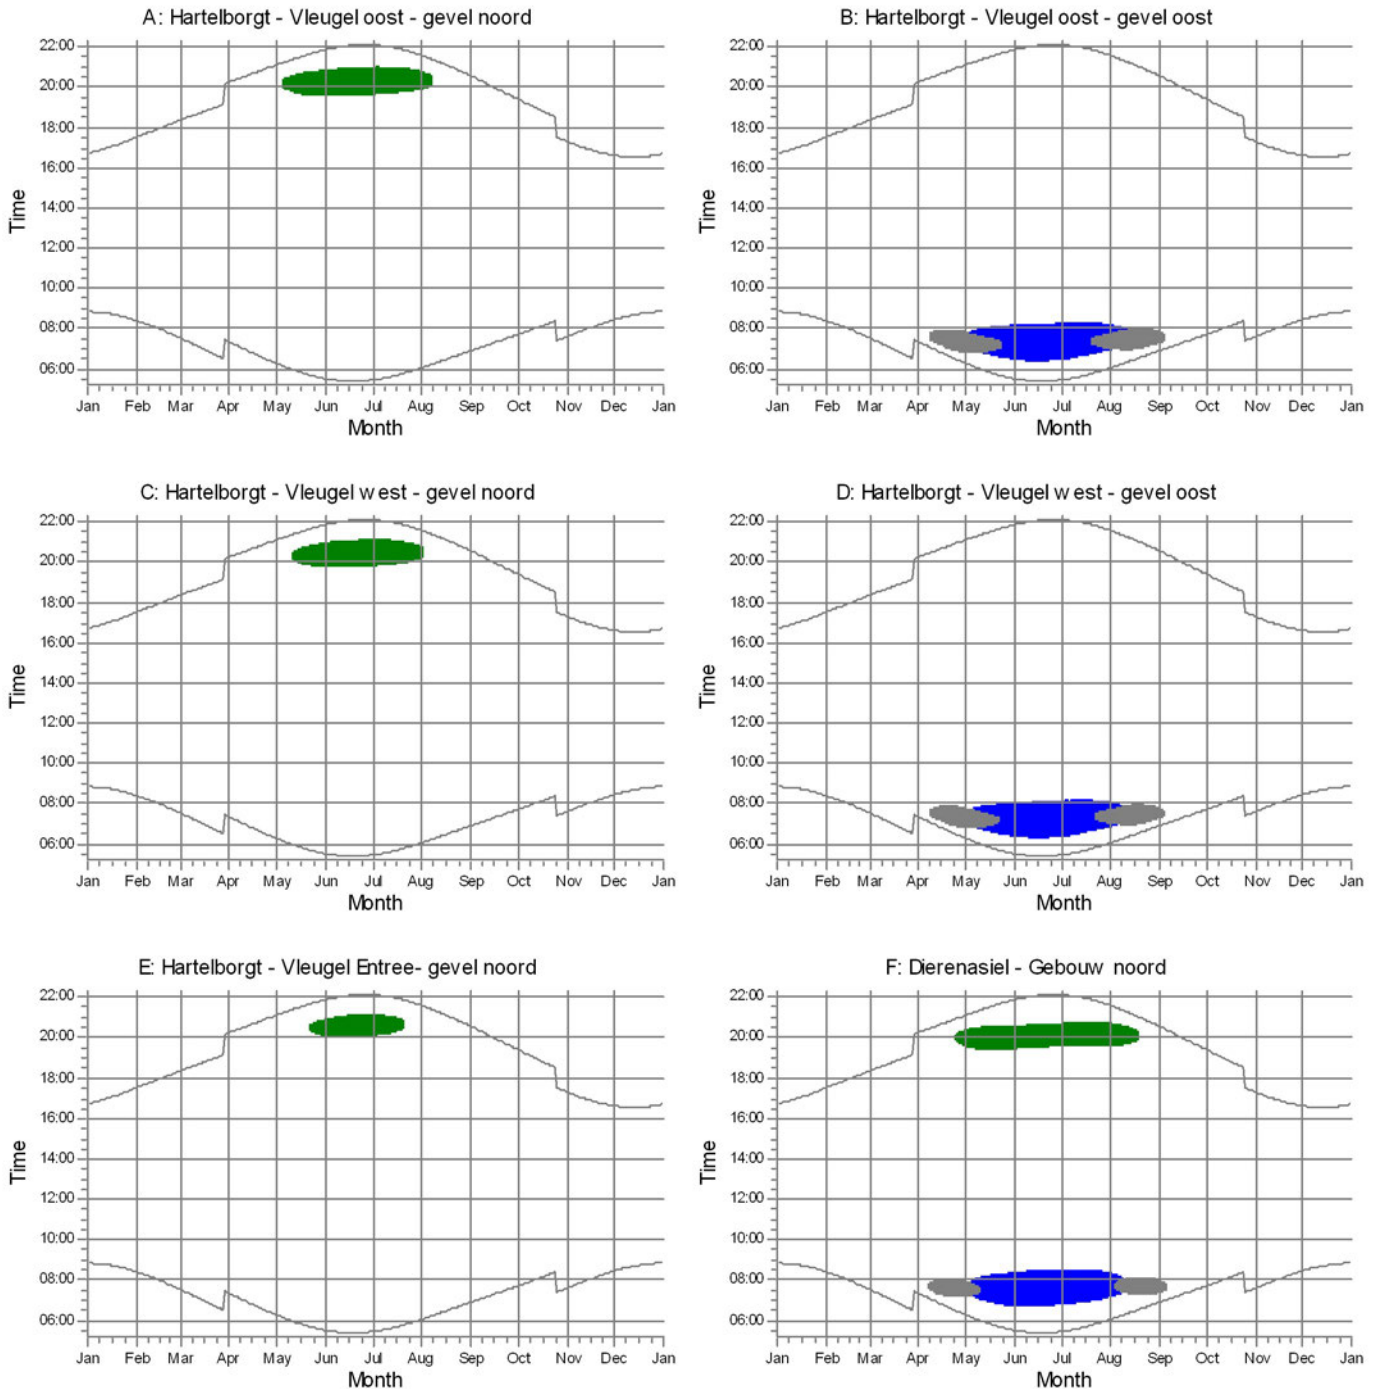 A: Hartelborgt - Vleugel oost - gevel noord
22:00
20:00
18:00
16:00
14:00
12:00
10:00
08:00
06:00
Time
Jan Feb Mar Apr May Jun Jul Aug Sep Oct Nov Dec Jan
Month
B: Hartelborgt - Vleugel oost - gevel oost
22:00
20:00
18:00
16:00
14:00
12:00
10:00
08:00
06:00
Time
Jan Feb Mar Apr May Jun Jul Aug Sep Oct Nov Dec Jan
Month
C: Hartelborgt - Vleugel west - gevel noord
22:00
20:00
18:00
16:00
14:00
12:00
10:00
08:00
06:00
Time
Jan Feb Mar Apr May Jun Jul Aug Sep Oct Nov Dec Jan
Month
D: Hartelborgt - Vleugel west - gevel oost
22:00
20:00
18:00
16:00
14:00
12:00
10:00
08:00
06:00
Time
Jan Feb Mar Apr May Jun Jul Aug Sep Oct Nov Dec Jan
Month
E: Hartelborgt - Vleugel Entree- gevel noord
22:00
20:00
18:00
16:00
14:00
12:00
10:00
08:00
06:00
Time
Jan Feb Mar Apr May Jun Jul Aug Sep Oct Nov Dec Jan
Month
F: Dierenasiel - Gebouw noord
22:00
20:00
18:00
16:00
14:00
12:00
10:00
08:00
06:00
Time
Jan Feb Mar Apr May Jun Jul Aug Sep Oct Nov Dec Jan
Month